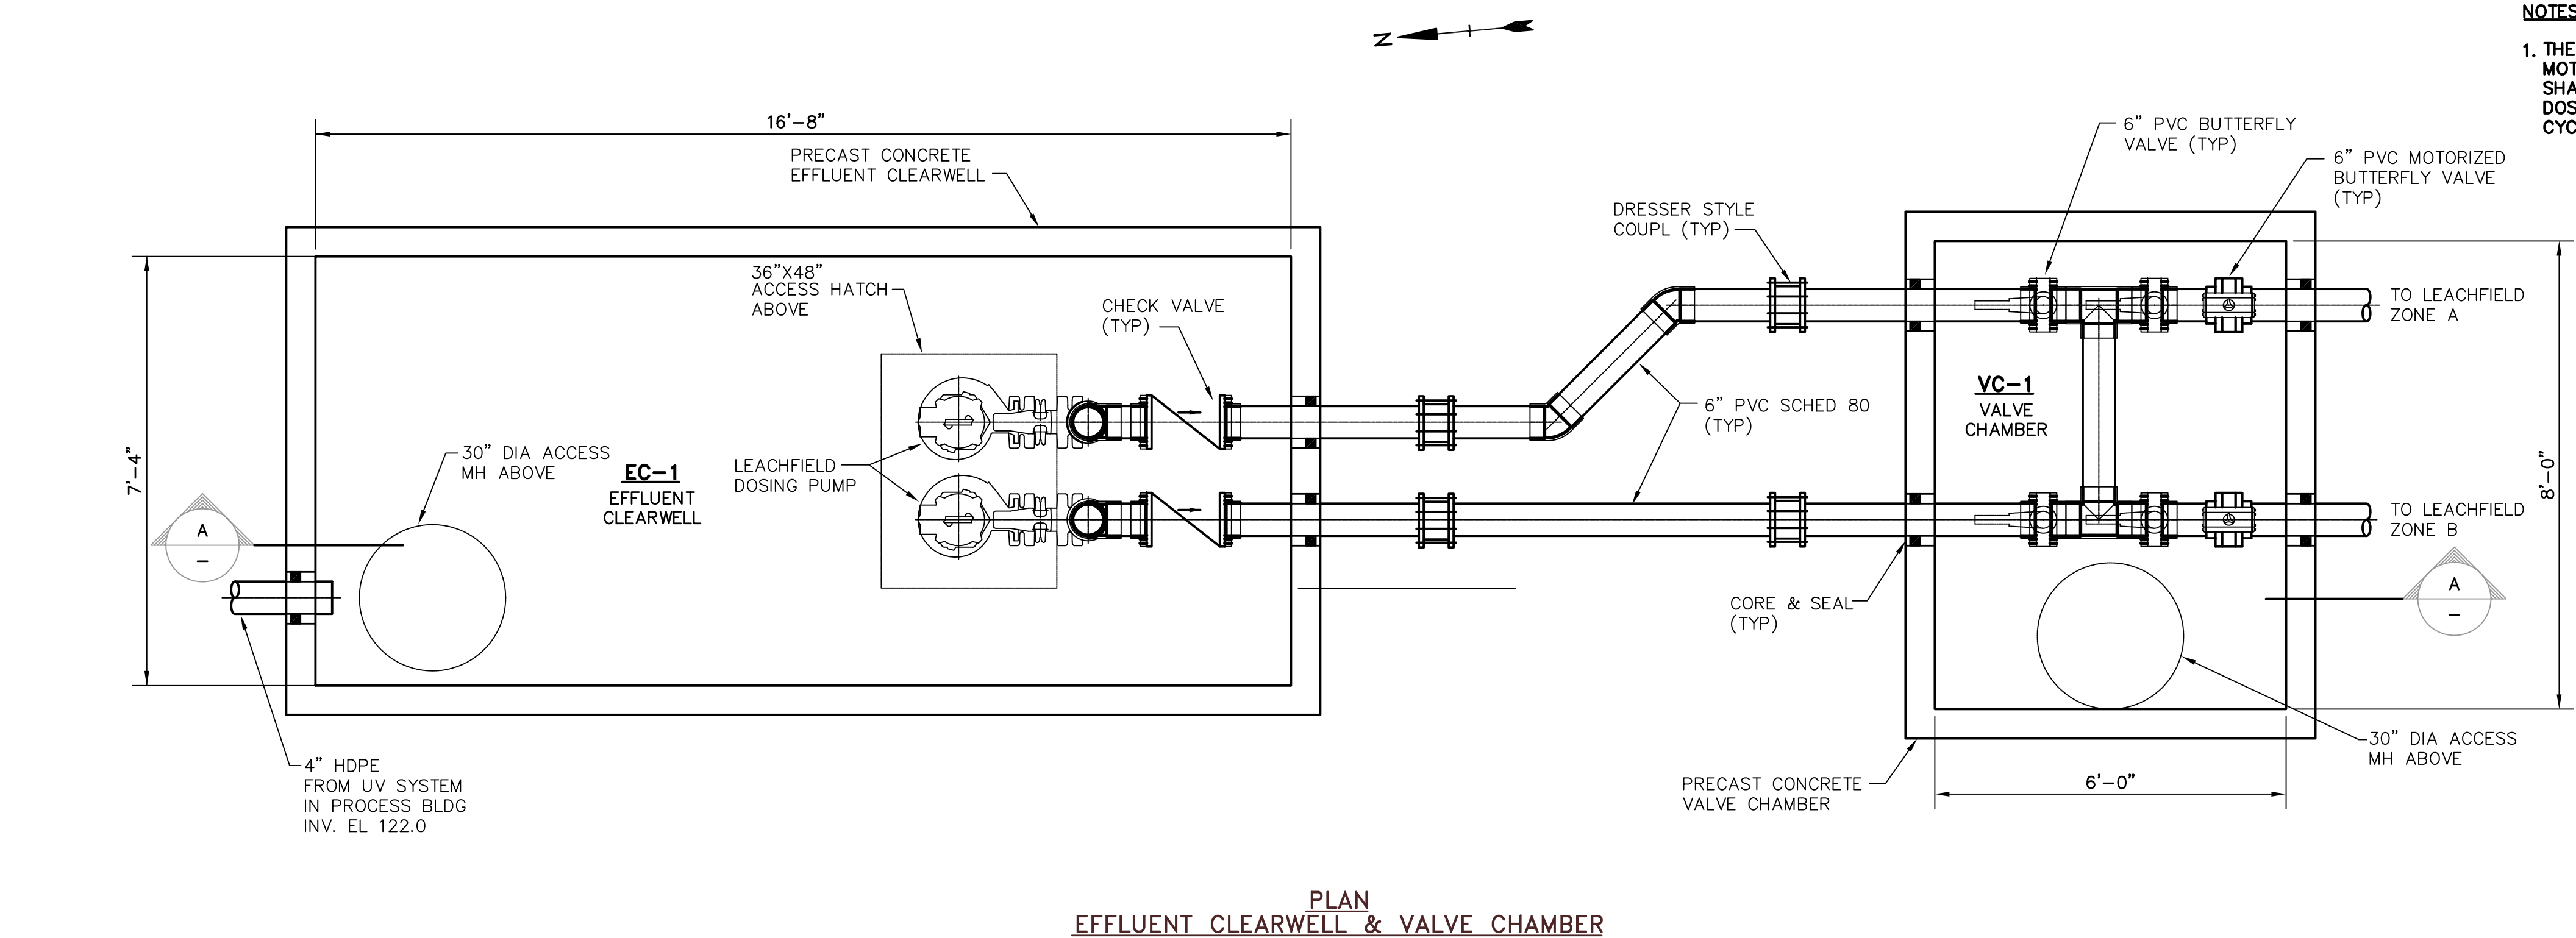 N
NOTES
1. THE
MOT
SHA
DOS
CYC
16'-8"
PRECAST CONCRETE
EFFLUENT CLEARWELL
6" PVC BUTTERFLY
VALVE (TYP)
6" PVC MOTORIZED
BUTTERFLY VALVE
(TYP)
DRESSER STYLE
COUPL (TYP)
36"X48"
ACCESS HATCH
ABOVE
CHECK VALVE
(TYP)
TO LEACHFIELD
ZONE A
VC-1
VALVE
CHAMBER
6" PVC SCHED 80
(TYP)
7'-4"
30" DIA ACCESS
MH ABOVE
EC-1
EFFLUENT
CLEARWELL
LEACHFIELD
DOSING PUMP
8'-0"
A
-
TO LEACHFIELD
ZONE B
A
-
CORE & SEAL
(TYP)
30" DIA ACCESS
MH ABOVE
4" HDPE
FROM UV SYSTEM
IN PROCESS BLDG
INV. EL 122.0
PRECAST CONCRETE
VALVE CHAMBER
6'-0"
PLAN
EFFLUENT CLEARWELL & VALVE CHAMBER